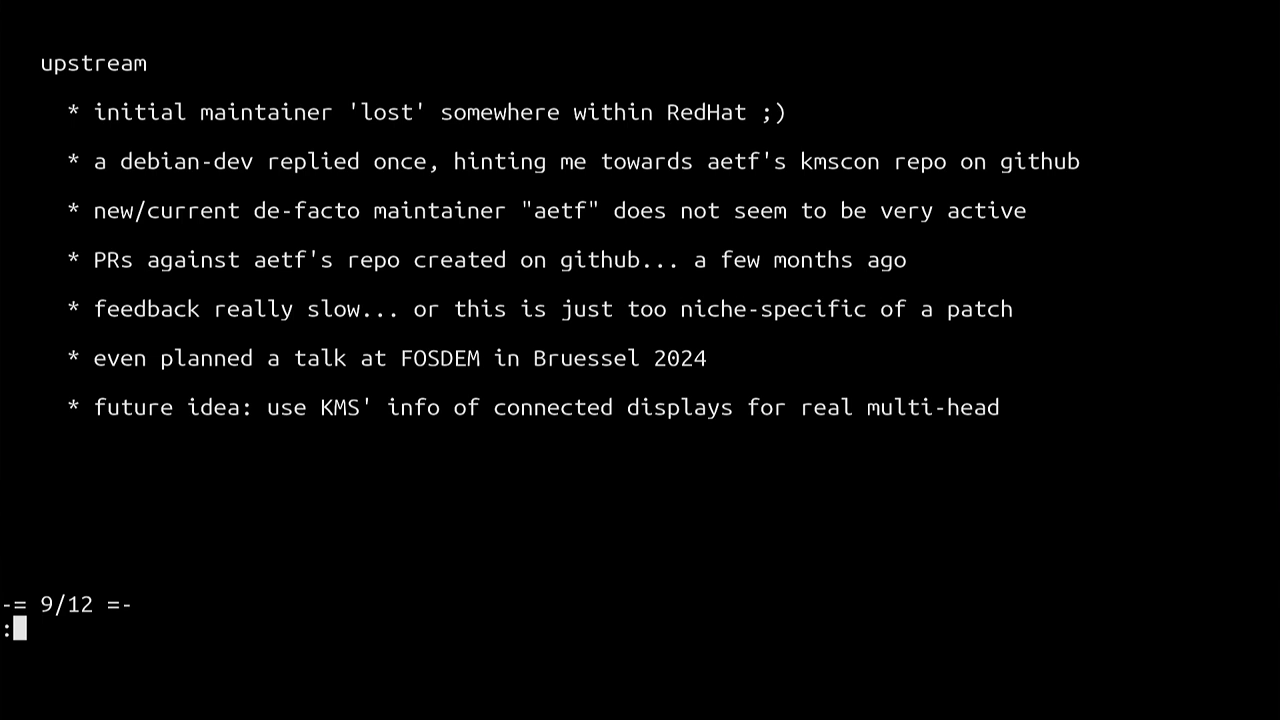 upstream
* initial maintainer 'lost' somewhere within RedHat ;)
* a debian-dev replied once, hinting me towards aetf's kmscon repo on github
* new/current de-facto maintainer "aetf" does not seem to be very active
* PRs against aetf's repo created on github... a few months ago
* feedback really slow... or this is just too niche-specific of a patch
* even planned a talk at FOSDEM in Bruessel 2024
* future idea: use KMS' info of connected displays for real multi-head
-= 9/12 =-
: